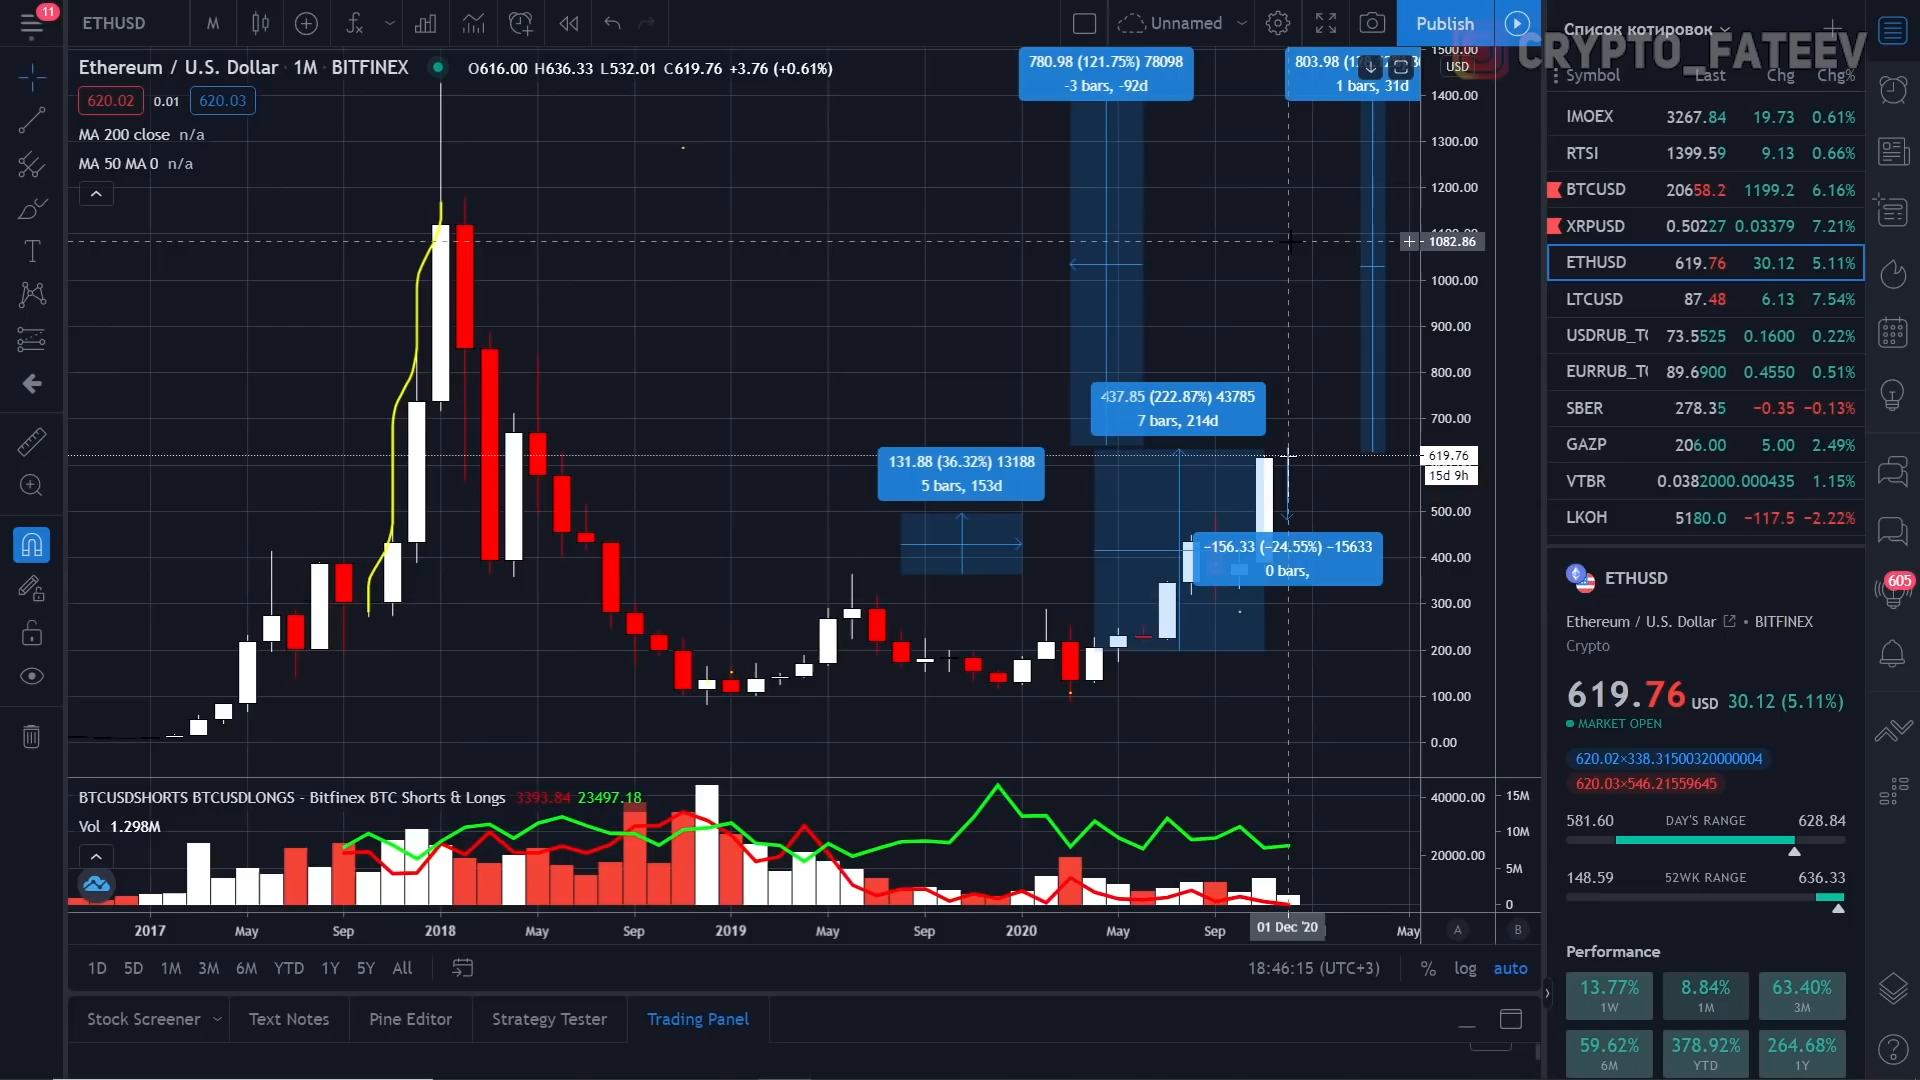 11
ETHUSD
M
Unnamed
Publish
Список котировок
CRYPTO_FATEEV
Ethereum / U.S. Dollar · 1M · BITFINEX
O616.00 H636.33 L532.01 C619.76 +3.76 (+0.61%)
620.02 0.01 620.03
MA 200 close n/a
MA 50 MA 0 n/a
780.98 (121.75%) 78098
-3 bars, -92d
1 bars, 31d
437.85 (222.87%) 43785
7 bars, 214d
131.88 (36.32%) 13188
5 bars, 153d
−156.33 (−24.55%) −15633
0 bars,
1500.00
USD
1400.00
1300.00
1200.00
1082.86
1000.00
900.00
800.00
700.00
619.76
15d 9h
500.00
400.00
300.00
200.00
100.00
0.00
BTCUSDSHORTS BTCUSDLONGS - Bitfinex BTC Shorts & Longs 3393.84 23497.18
Vol 1.298M
40000.00 15M
10M
20000.00
5M
0
2017 May Sep 2018 May Sep 2019 May Sep 2020 May Sep 01 Dec '20 May A B
1D 5D 1M 3M 6M YTD 1Y 5Y All
18:46:15 (UTC+3) % log auto
Stock Screener Text Notes Pine Editor Strategy Tester Trading Panel
Symbol Last Chg Chg%
IMOEX 3267.84 19.73 0.61%
RTSI 1399.59 9.13 0.66%
BTCUSD 20658.2 1199.2 6.16%
XRPUSD 0.50227 0.03379 7.21%
ETHUSD 619.76 30.12 5.11%
LTCUSD 87.48 6.13 7.54%
USDRUB_T 73.5525 0.1600 0.22%
EURRUB_T 89.6900 0.4550 0.51%
SBER 278.35 −0.35 −0.13%
GAZP 206.00 5.00 2.49%
VTBR 0.0382000.000435 1.15%
LKOH 5180.0 −117.5 −2.22%
ETHUSD
Ethereum / U.S. Dollar • BITFINEX
Crypto
619.76 USD 30.12 (5.11%)
MARKET OPEN
620.02×338.31500320000004
620.03×546.21559645
581.60 DAY'S RANGE 628.84
148.59 52WK RANGE 636.33
Performance
13.77% 8.84% 63.40%
1W 1M 3M
59.62% 378.92% 264.68%
6M YTD 1Y
605